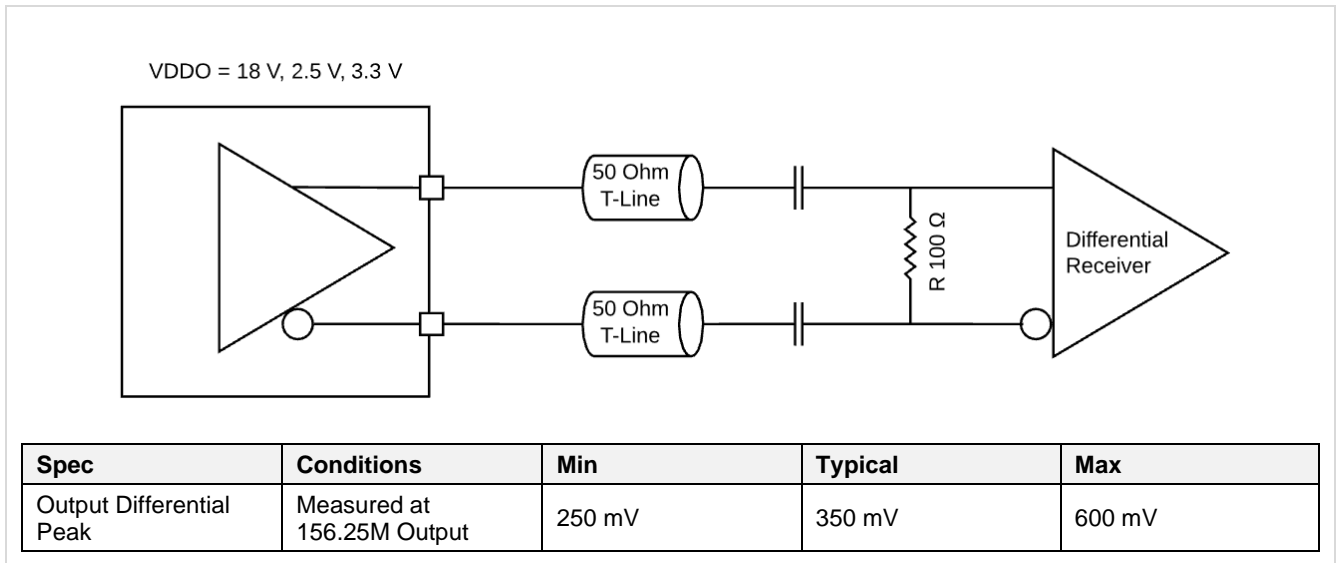 VDDO = 18 V, 2.5 V, 3.3 V
50 Ohm
T-Line
R 100 Ω
Differential
Receiver
50 Ohm
T-Line
Spec Conditions Min Typical Max
Output Differential
Peak
Measured at
156.25M Output
250 mV 350 mV 600 mV